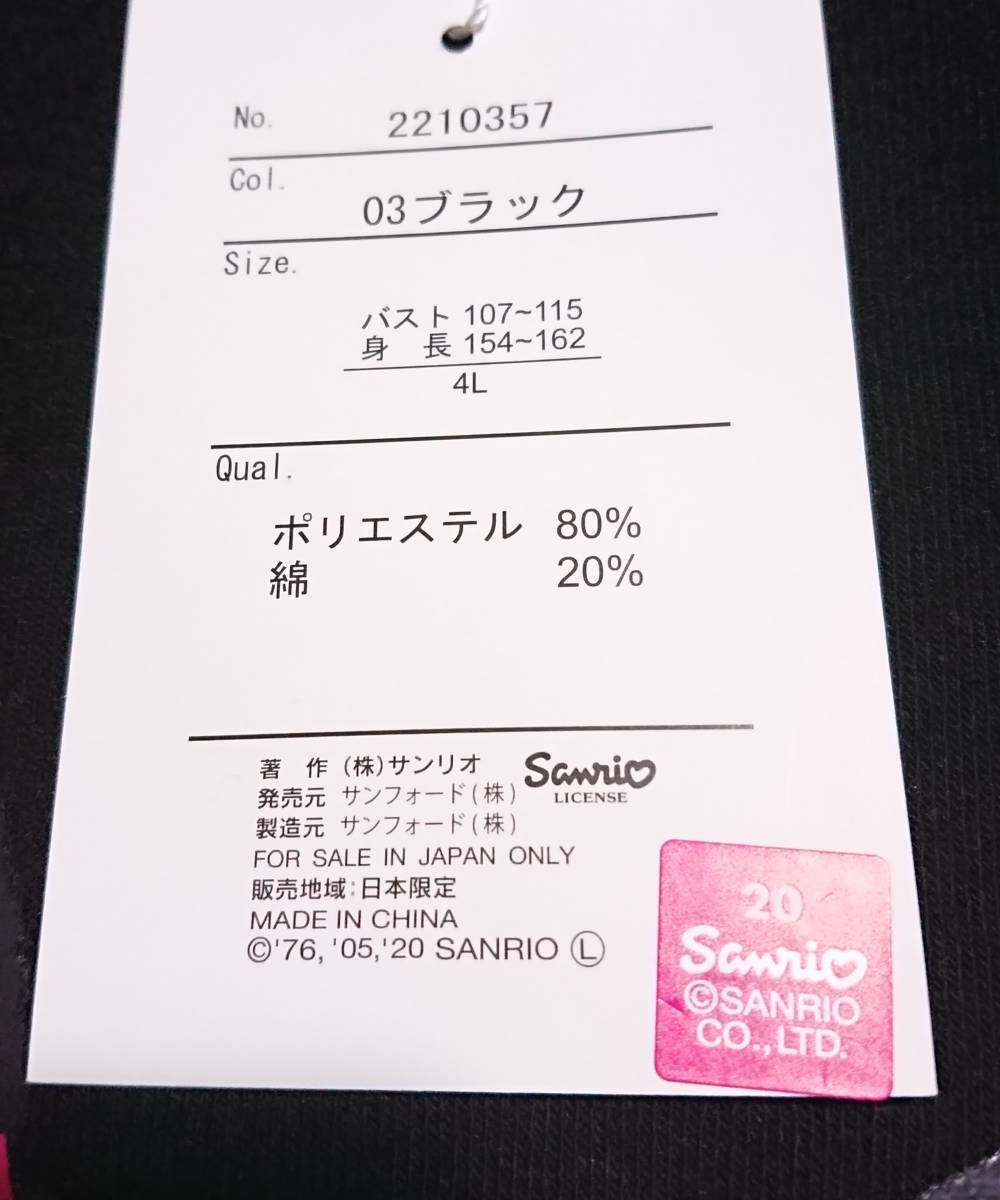 No. 2210357
Col.
03ブラック
Size.
バスト 107~115
身 長 154~162
4L
Qual.
ポリエステル 80%
綿 20%
著 作 (株)サンリオ
Sanrio
LICENSE
発売元 サンフォード(株)
製造元 サンフォード(株)
FOR SALE IN JAPAN ONLY
販売地域:日本限定
MADE IN CHINA
©'76, '05,'20 SANRIO Ⓛ
20
Sanrio
©SANRIO
CO.,LTD.